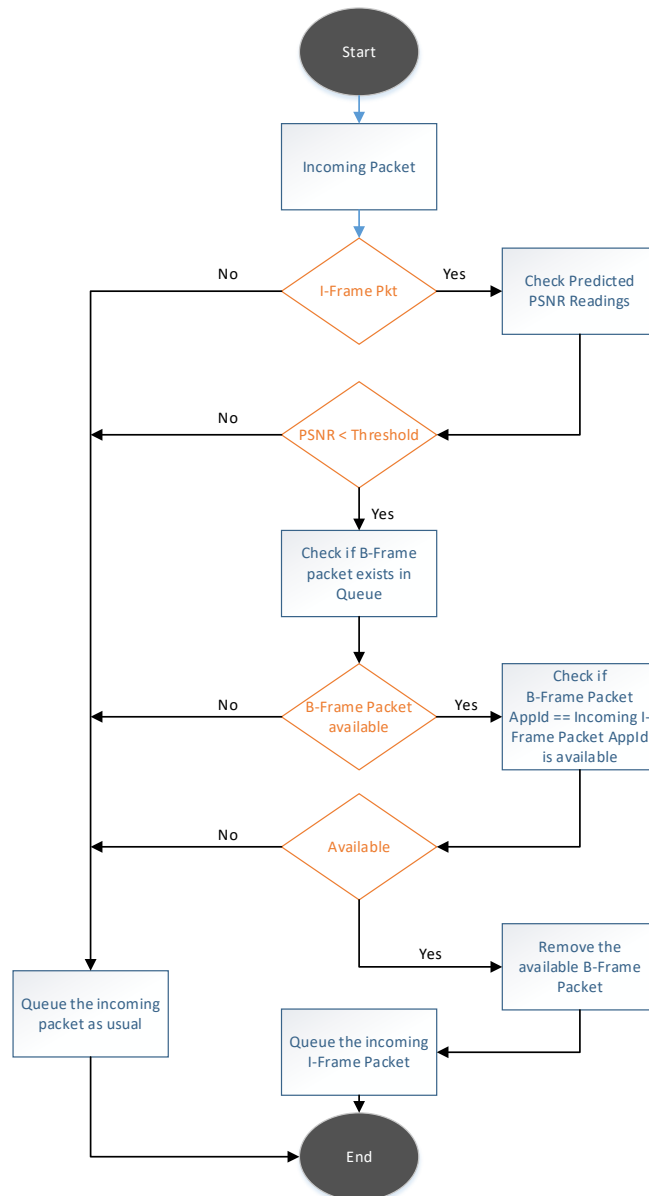 Start
Incoming Packet
No
I-Frame Pkt
Yes
Check Predicted
PSNR Readings
No
PSNR < Threshold
Yes
Check if B-Frame
packet exists in
Queue
No
B-Frame Packet
available
Yes
Check if
B-Frame Packet
AppId == Incoming I-
Frame Packet AppId
is available
No
Available
Yes
Remove the
available B-Frame
Packet
Queue the incoming
packet as usual
Queue the incoming
I-Frame Packet
End